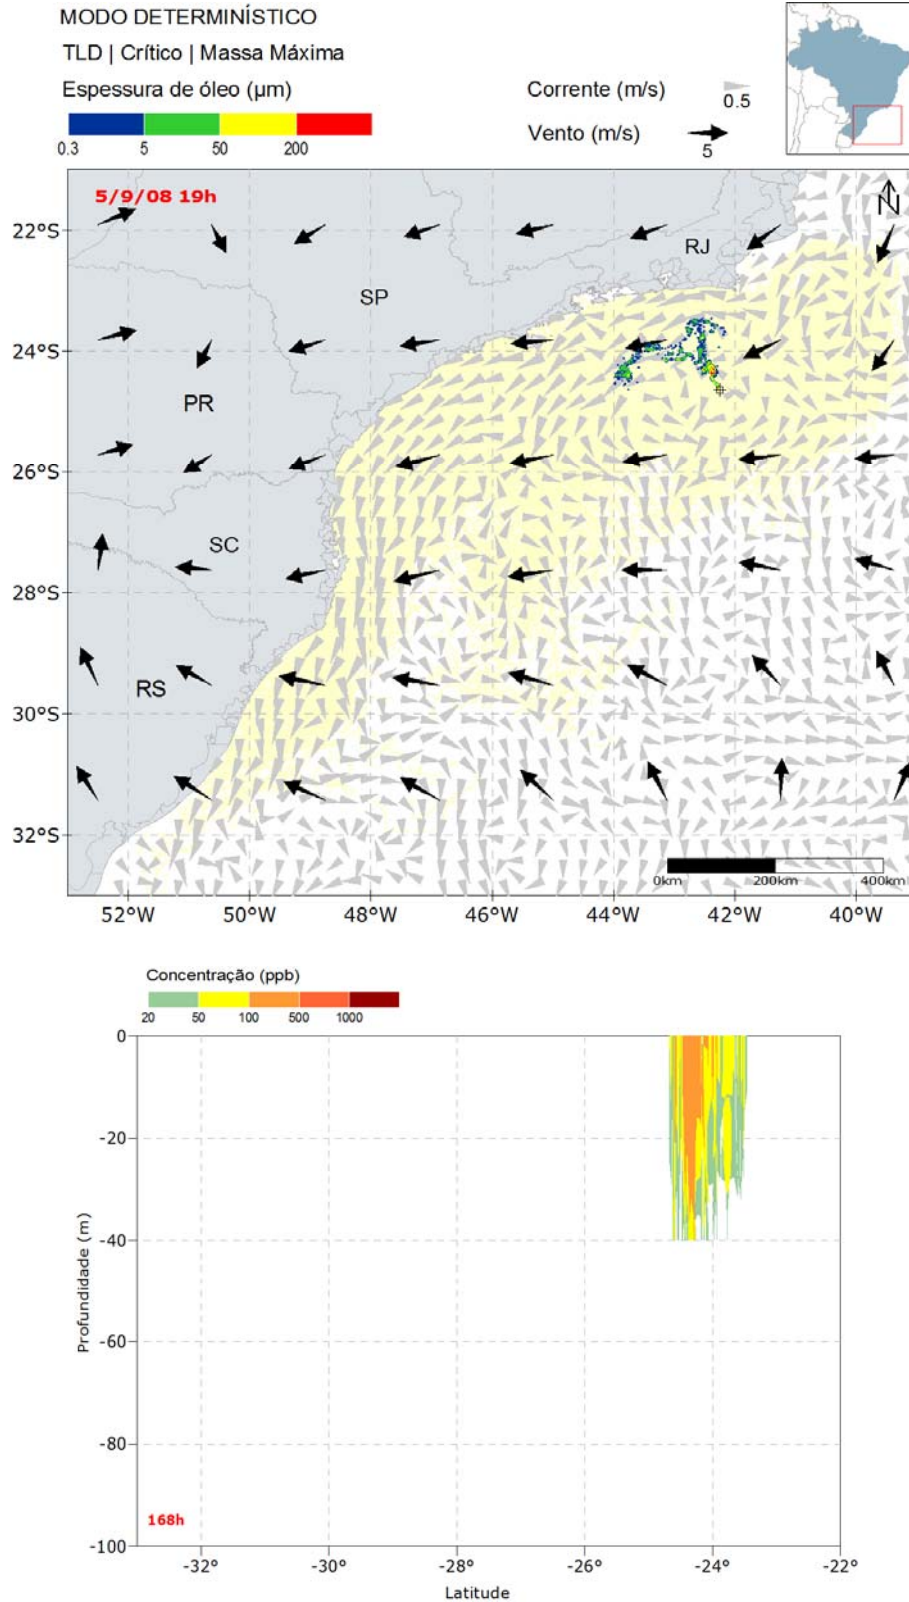 MODO DETERMINÍSTICO
TLD | Crítico | Massa Máxima
Espessura de óleo (µm)
0.3 5 50 200
Corrente (m/s) 0.5
Vento (m/s) 5
5/9/08 19h
N
22°S
24°S
26°S
28°S
30°S
32°S
RJ
SP
PR
SC
RS
0km 200km 400km
52°W 50°W 48°W 46°W 44°W 42°W 40°W
Concentração (ppb)
20 50 100 500 1000
0
-20
-40
-60
-80
-100
Profundidade (m)
168h
-32° -30° -28° -26° -24° -22°
Latitude